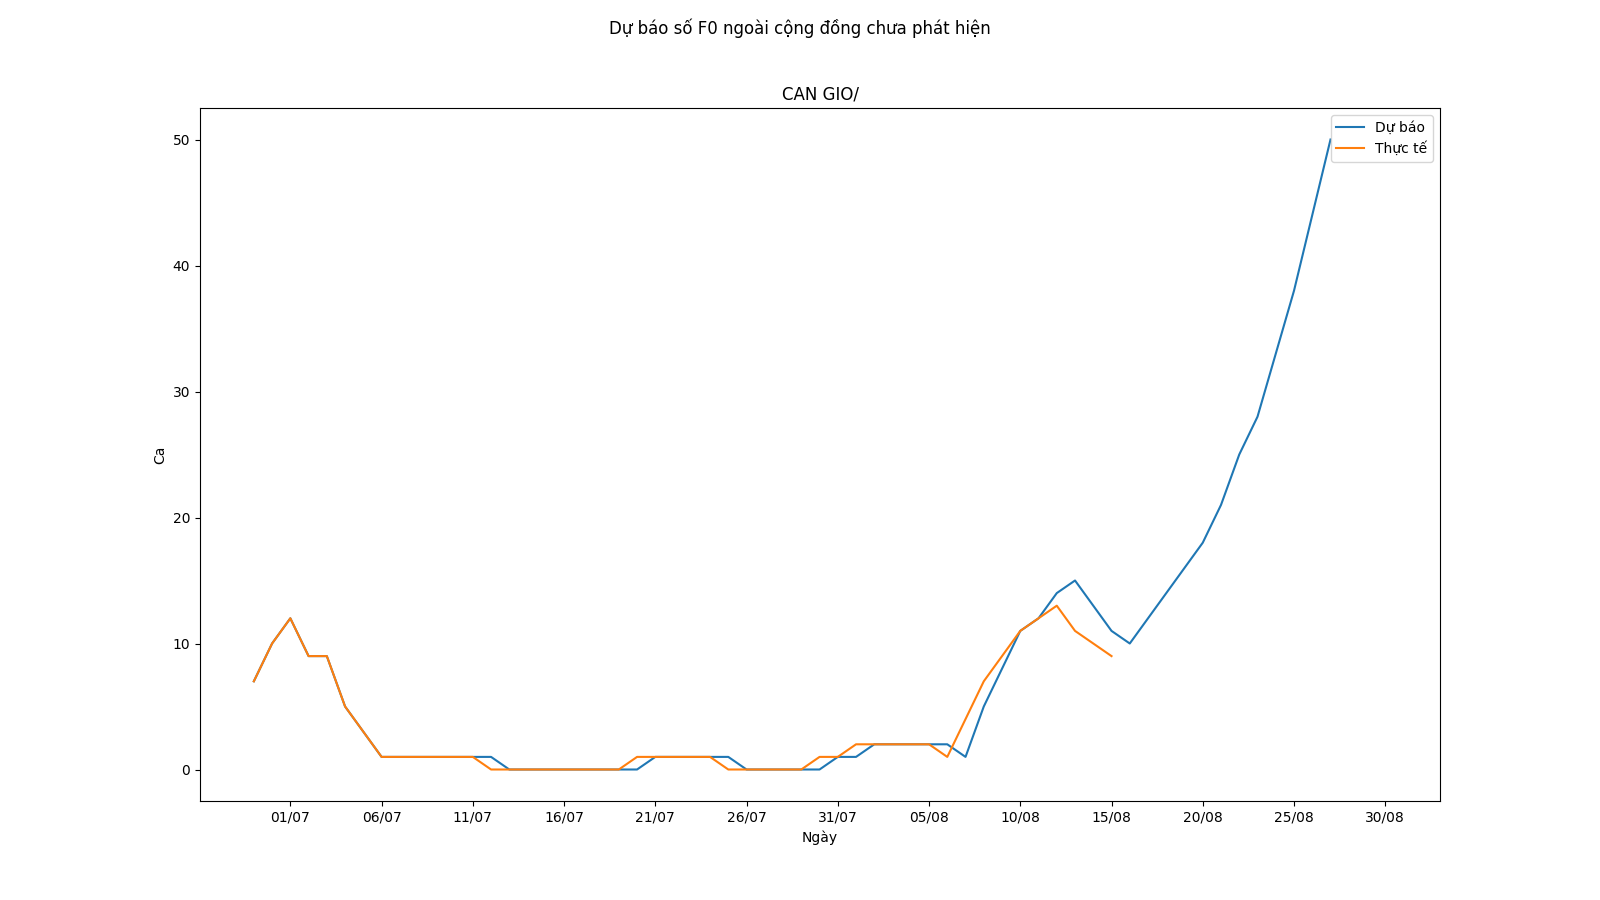 Dự báo số F0 ngoài cộng đồng chưa phát hiện
CAN GIO/
Dự báo
Thực tế
50
40
30
20
10
0
Ca
01/07 06/07 11/07 16/07 21/07 26/07 31/07 05/08 10/08 15/08 20/08 25/08 30/08
Ngày